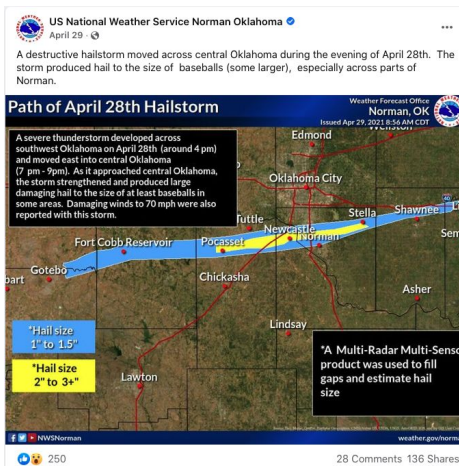 US National Weather Service Norman Oklahoma
April 29
A destructive hailstorm moved across central Oklahoma during the evening of April 28th. The
storm produced hail to the size of baseballs (some larger), especially across parts of
Norman.
Path of April 28th Hailstorm
Weather Forecast Office
Norman, OK
Issued Apr 29, 2021 8:56 AM CDT
A severe thunderstorm developed across
southwest Oklahoma on April 28th (around 4 pm)
and moved east into central Oklahoma
(7 pm - 9pm). As it approached central Oklahoma,
the storm strengthened and produced large
damaging hail to the size of at least baseballs in
some areas. Damaging winds to 70 mph were also
reported with this storm.
Edmond
Oklahoma City
40
Stella
Shawnee
Tuttle
Newcastle
Norman
Fort Cobb Reservoir
Pocasset
Sem
Gotebo
bart
Chickasha
Asher
Lindsay
*Hail size
1" to 1.5"
*Hail size
2" to 3+"
Lawton
*A Multi-Radar Multi-Senso
product was used to fill
gaps and estimate hail
size
NWSNorman
weather.gov/norma
250
28 Comments 136 Shares